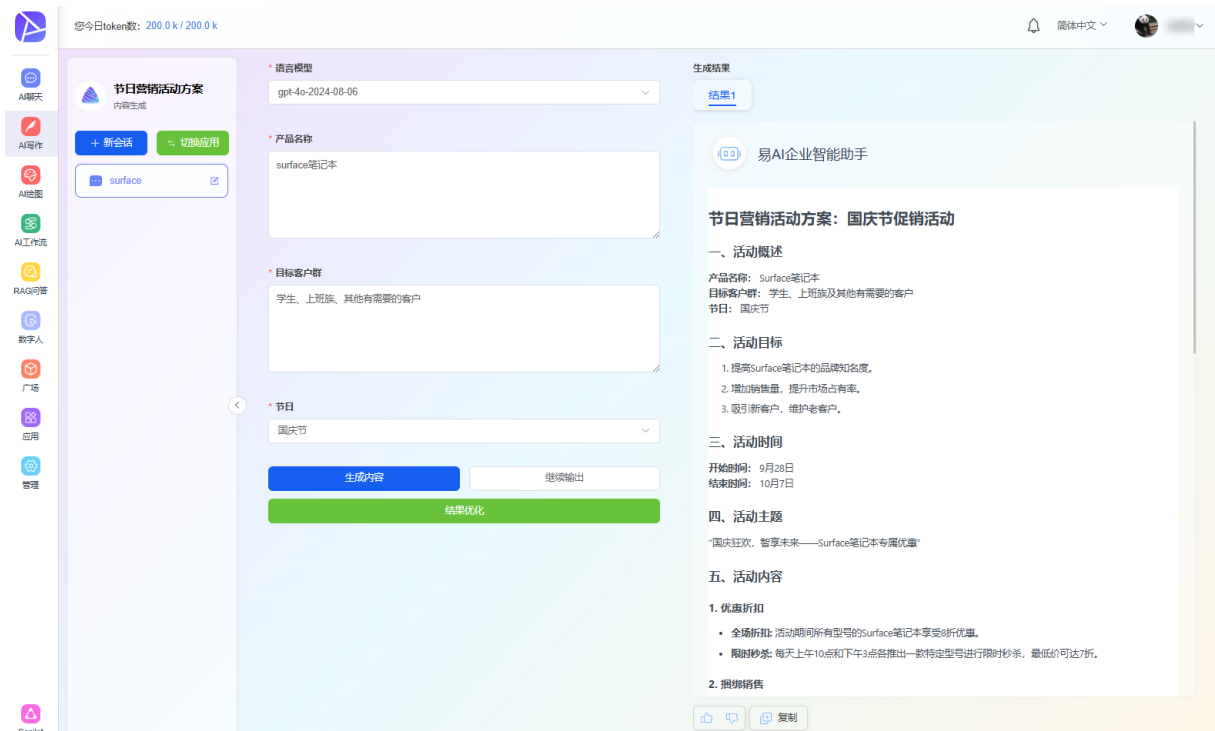 您今日token数: 200.0 k / 200.0 k
简体中文
AI聊天
AI写作
AI绘图
AI工作流
RAG问答
数字人
广场
应用
管理
节日营销活动方案
内容生成
+ 新会话
切换应用
surface
* 语言模型
gpt-4o-2024-08-06
* 产品名称
surface笔记本
* 目标客户群
学生、上班族、其他有需要的客户
* 节日
国庆节
生成内容
继续输出
结果优化
生成结果
结果1
易AI企业智能助手
节日营销活动方案：国庆节促销活动
一、活动概述
产品名称： Surface笔记本
目标客户群： 学生、上班族及其他有需要的客户
节日： 国庆节
二、活动目标
1. 提高Surface笔记本的品牌知名度。
2. 增加销售量，提升市场占有率。
3. 吸引新客户，维护老客户。
三、活动时间
开始时间： 9月28日
结束时间： 10月7日
四、活动主题
"国庆狂欢，智享未来——Surface笔记本专属优惠"
五、活动内容
1. 优惠折扣
• 全场折扣: 活动期间所有型号的Surface笔记本享受8折优惠。
• 限时秒杀: 每天上午10点和下午3点各推出一款特定型号进行限时秒杀，最低价可达7折。
2. 捆绑销售
复制